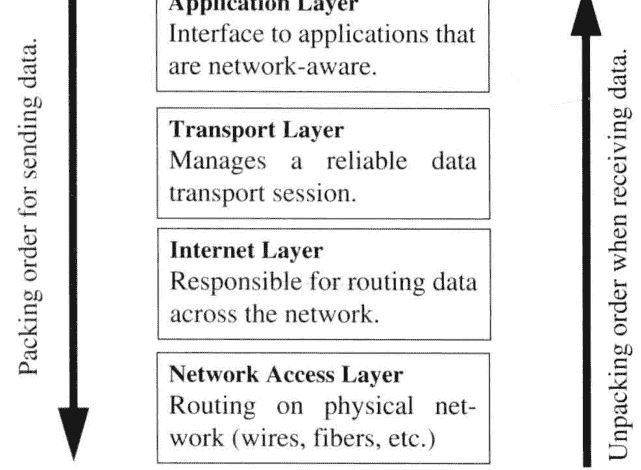 Packing order for sending data.
Application Layer
Interface to applications that
are network-aware.
Transport Layer
Manages a reliable data
transport session.
Internet Layer
Responsible for routing data
across the network.
Network Access Layer
Routing on physical net-
work (wires, fibers, etc.)
Unpacking order when receiving data.